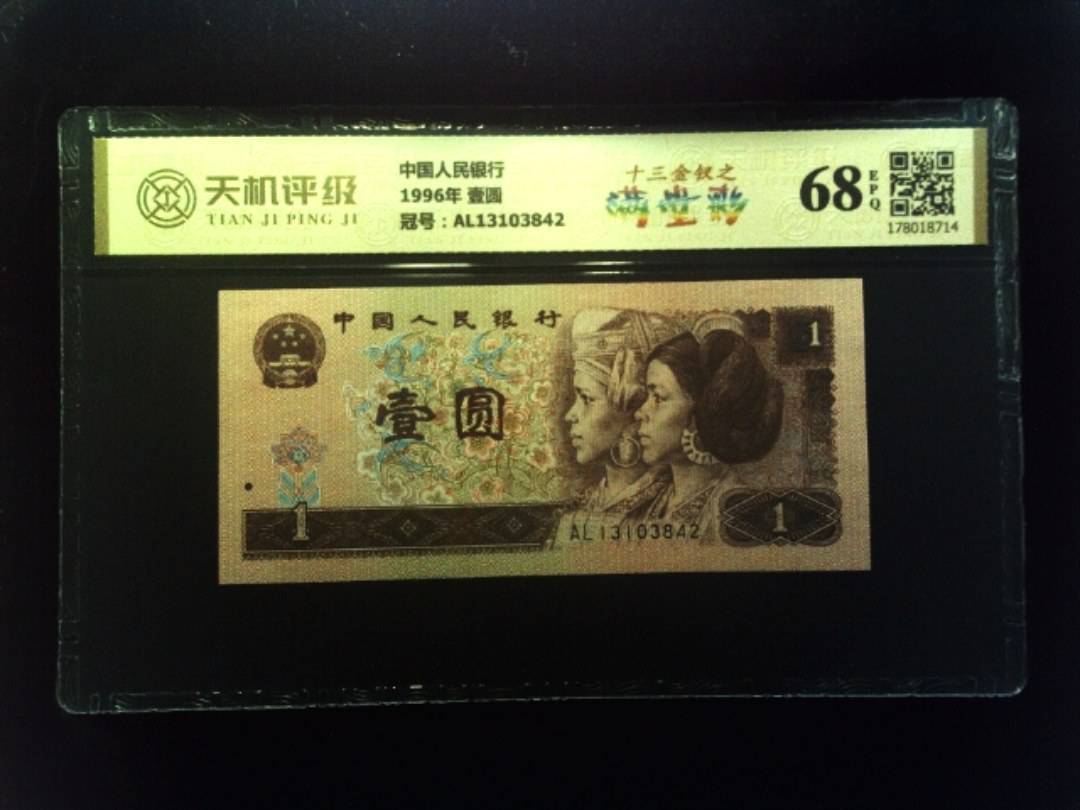 天机评级
TIAN JI PING JI
中国人民银行
1996年 壹圆
冠号：AL13103842
十三金钗之
满堂彩
68
EPQ
178018714
中国人民银行
1
壹圆
1
AL13103842
1